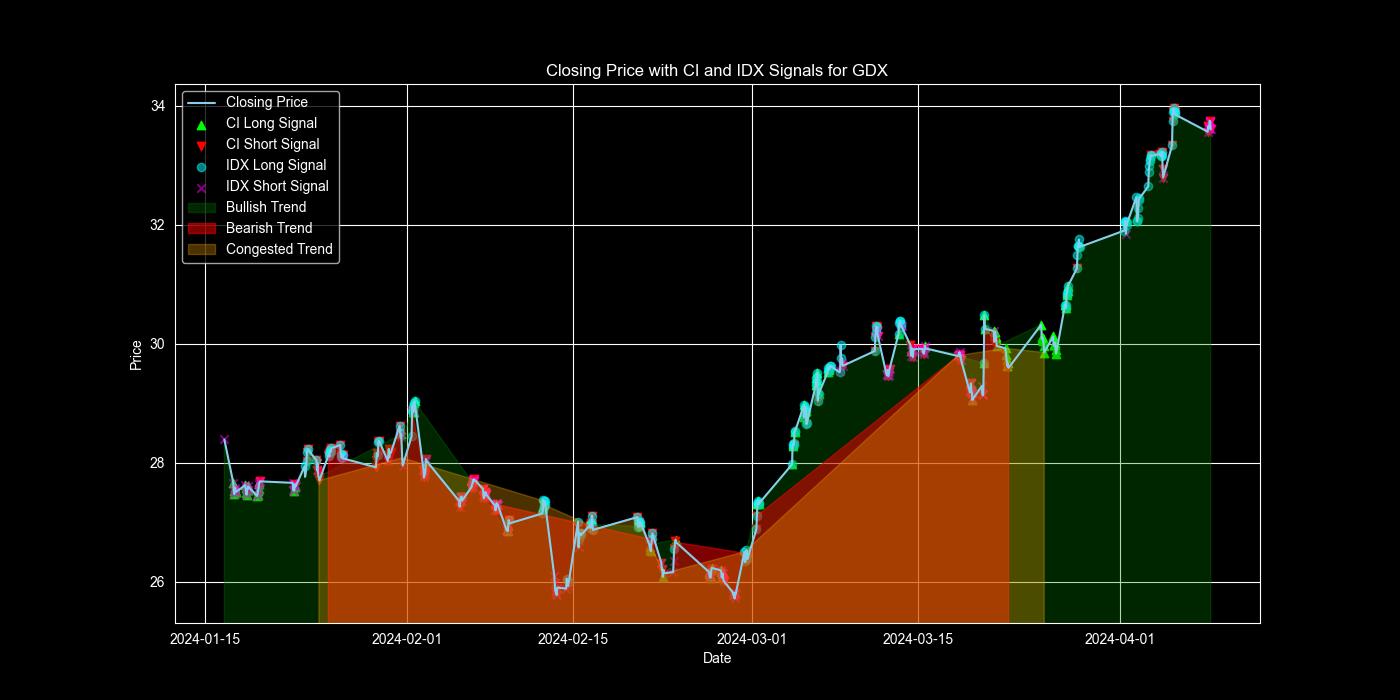 Closing Price with CI and IDX Signals for GDX
Closing Price
CI Long Signal
CI Short Signal
IDX Long Signal
IDX Short Signal
Bullish Trend
Bearish Trend
Congested Trend
Price
34
32
30
28
26
2024-01-15 2024-02-01 2024-02-15 2024-03-01 2024-03-15 2024-04-01
Date